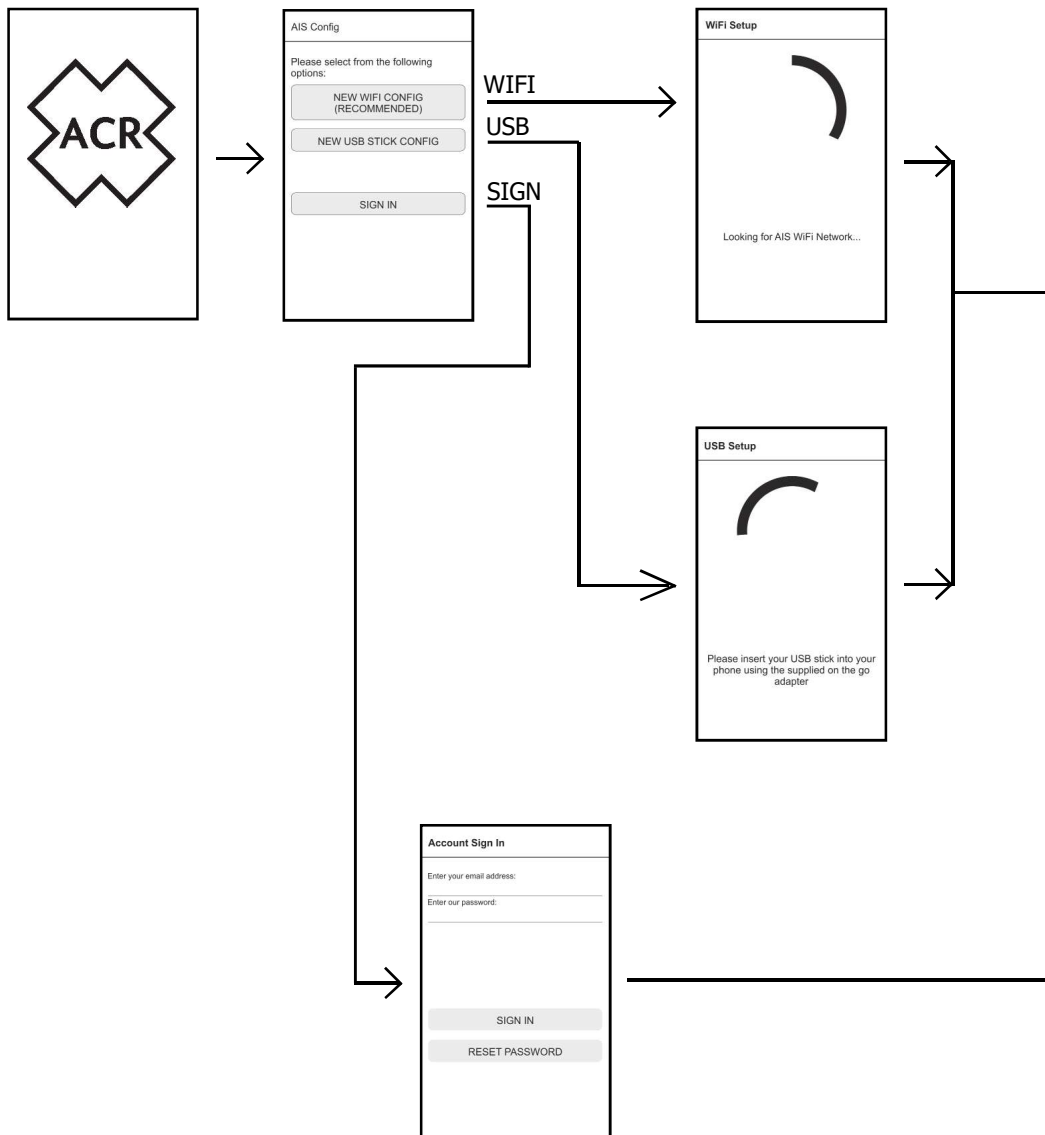 ACR
AIS Config
Please select from the following
options:
NEW WIFI CONFIG
(RECOMMENDED)
NEW USB STICK CONFIG
SIGN IN
WIFI
USB
SIGN
WiFi Setup
Looking for AIS WiFi Network...
USB Setup
Please insert your USB stick into your
phone using the supplied on the go
adapter
Account Sign In
Enter your email address:
Enter our password:
SIGN IN
RESET PASSWORD